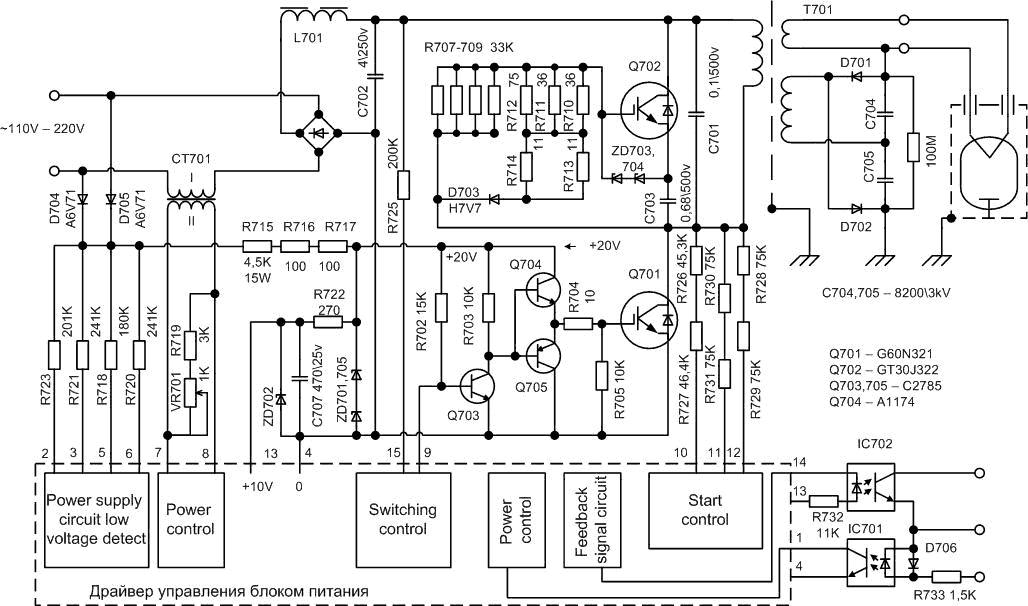 L701
4\250v
C702
R707-709 33K
75
36
36
R712
R711
R710
11
11
R714
R713
Q702
0,1\500v
C701
T701
D701
C704
C705
100M
D702
~110V – 220V
CT701
I
II
D704
A6V71
D705
A6V71
200K
R725
D703
H7V7
ZD703,
704
C703
0,68\500v
R715
R716
R717
4,5K
15W
100
100
+20V
+20V
Q704
R704
10
Q701
R726 45,3K
R730 75K
R728 75K
C704,705 – 8200\3kV
R722
270
R702 15K
R703 10K
201K
241K
180K
241K
R723
R721
R718
R720
R719
3K
VR701
1K
ZD702
C707 470\25v
ZD701,705
Q703
Q705
R705 10K
R727 46,4K
R731 75K
R729 75K
Q701 – G60N321
Q702 – GT30J322
Q703,705 – C2785
Q704 – A1174
2
3
5
6
7
8
13
4
15
9
10
11
12
14
IC702
+10V
0
Power supply
circuit low
voltage detect
Power
control
Switching
control
Power
control
Feedback
signal circuit
Start
control
13
R732
11K
IC701
1
4
D706
R733 1,5K
Драйвер управления блоком питания